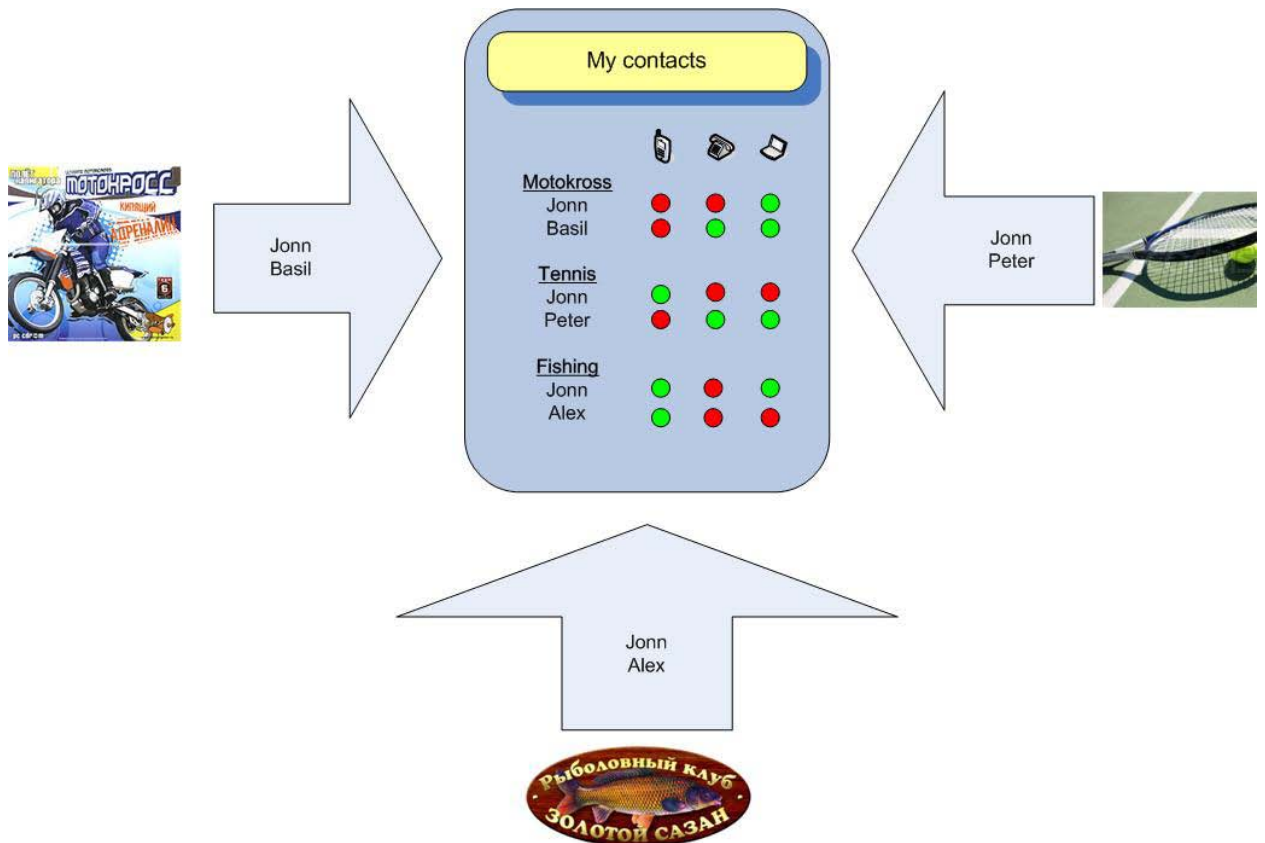 My contacts
Motokross
Jonn
Basil
Tennis
Jonn
Peter
Fishing
Jonn
Alex
МОТОКРОСС
КИПЯЩИЙ
АДРЕНАЛИН
Jonn
Basil
Jonn
Peter
Jonn
Alex
Рыболовный клуб
ЗОЛОТОЙ САЗАН